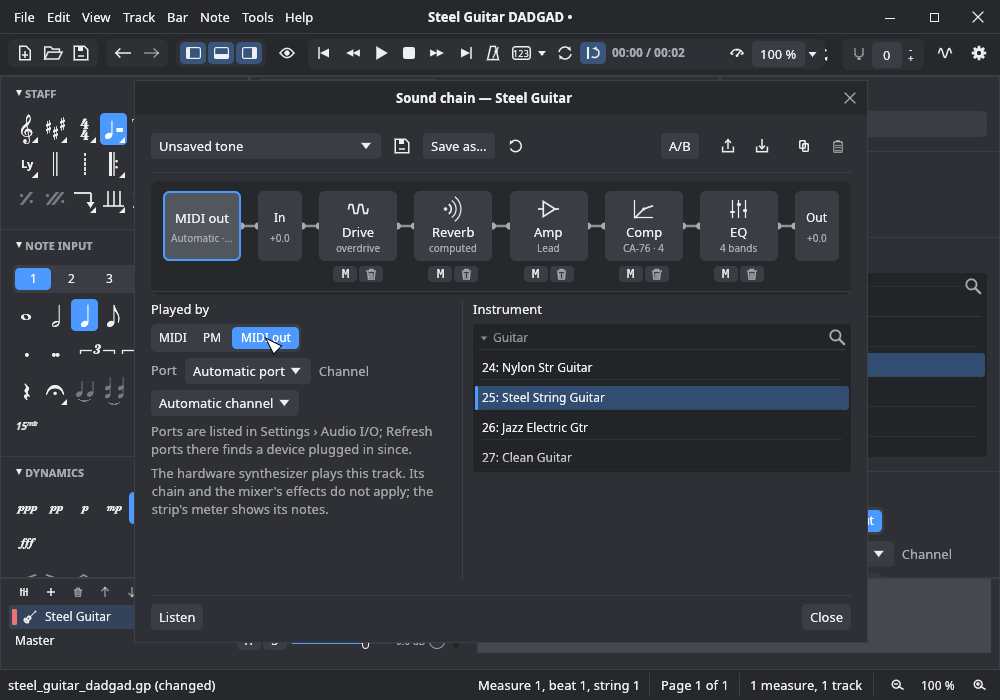 File Edit View Track Bar Note Tools Help
Steel Guitar DADGAD •
123
00:00 / 00:02
100 %
0
STAFF
Ly
NOTE INPUT
1 2 3
3
15mb
DYNAMICS
ppp pp p mp
fff
Steel Guitar
Master
Sound chain — Steel Guitar
Unsaved tone
Save as...
A/B
MIDI out
Automatic ·...
In
+0.0
Drive
overdrive
Reverb
computed
Amp
Lead
Comp
CA-76 · 4
EQ
4 bands
Out
+0.0
M M M M M
Played by
MIDI PM MIDI out
Port Automatic port Channel
Automatic channel
Ports are listed in Settings › Audio I/O; Refresh
ports there finds a device plugged in since.
The hardware synthesizer plays this track. Its
chain and the mixer's effects do not apply; the
strip's meter shows its notes.
Instrument
Guitar
24: Nylon Str Guitar
25: Steel String Guitar
26: Jazz Electric Gtr
27: Clean Guitar
Listen
Close
Channel
steel_guitar_dadgad.gp (changed)
Measure 1, beat 1, string 1
Page 1 of 1
1 measure, 1 track
100 %